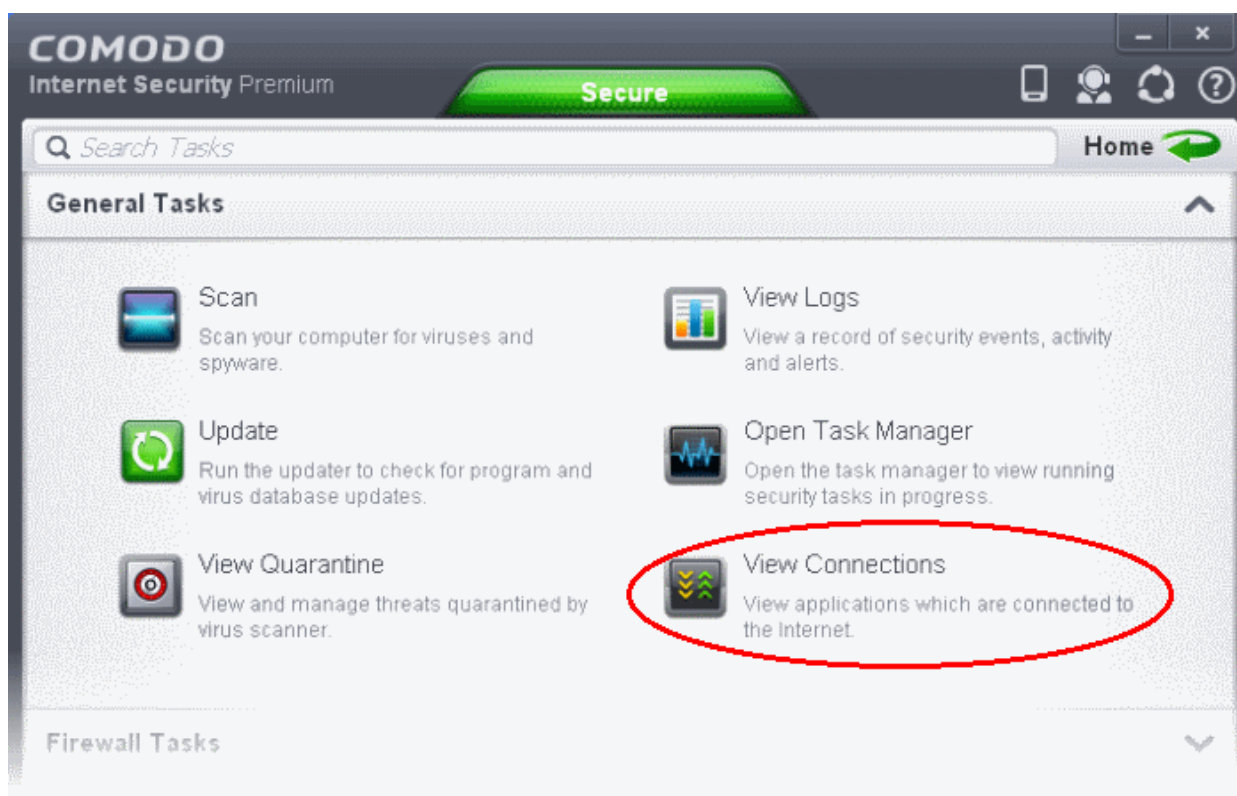 COMODO
Internet Security Premium
Secure
Search Tasks
Home
General Tasks
Scan
Scan your computer for viruses and
spyware.
View Logs
View a record of security events, activity
and alerts.
Update
Run the updater to check for program and
virus database updates.
Open Task Manager
Open the task manager to view running
security tasks in progress.
View Quarantine
View and manage threats quarantined by
virus scanner.
View Connections
View applications which are connected to
the Internet.
Firewall Tasks